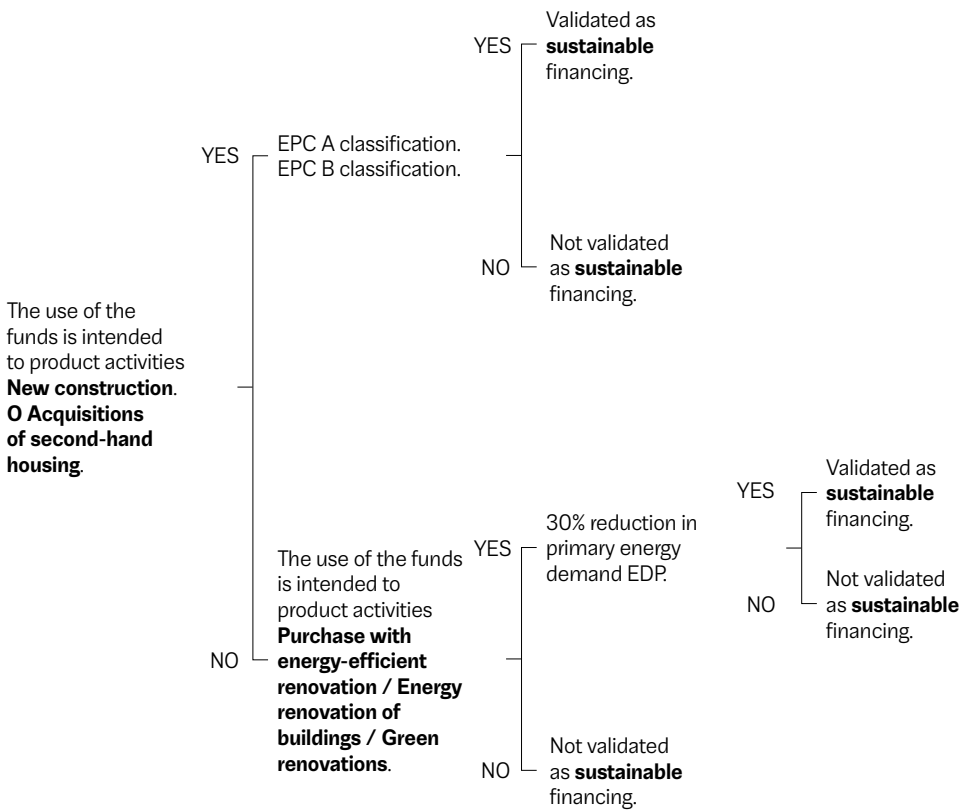 The use of the
funds is intended
to product activities
New construction.
O Acquisitions
of second-hand
housing.
YES
EPC A classification.
EPC B classification.
YES
Validated as
sustainable
financing.
NO
Not validated
as sustainable
financing.
NO
The use of the funds
is intended to
product activities
Purchase with
energy-efficient
renovation / Energy
renovation of
buildings / Green
renovations.
YES
30% reduction in
primary energy
demand EDP.
YES
Validated as
sustainable
financing.
NO
Not validated
as sustainable
financing.
NO
Not validated
as sustainable
financing.